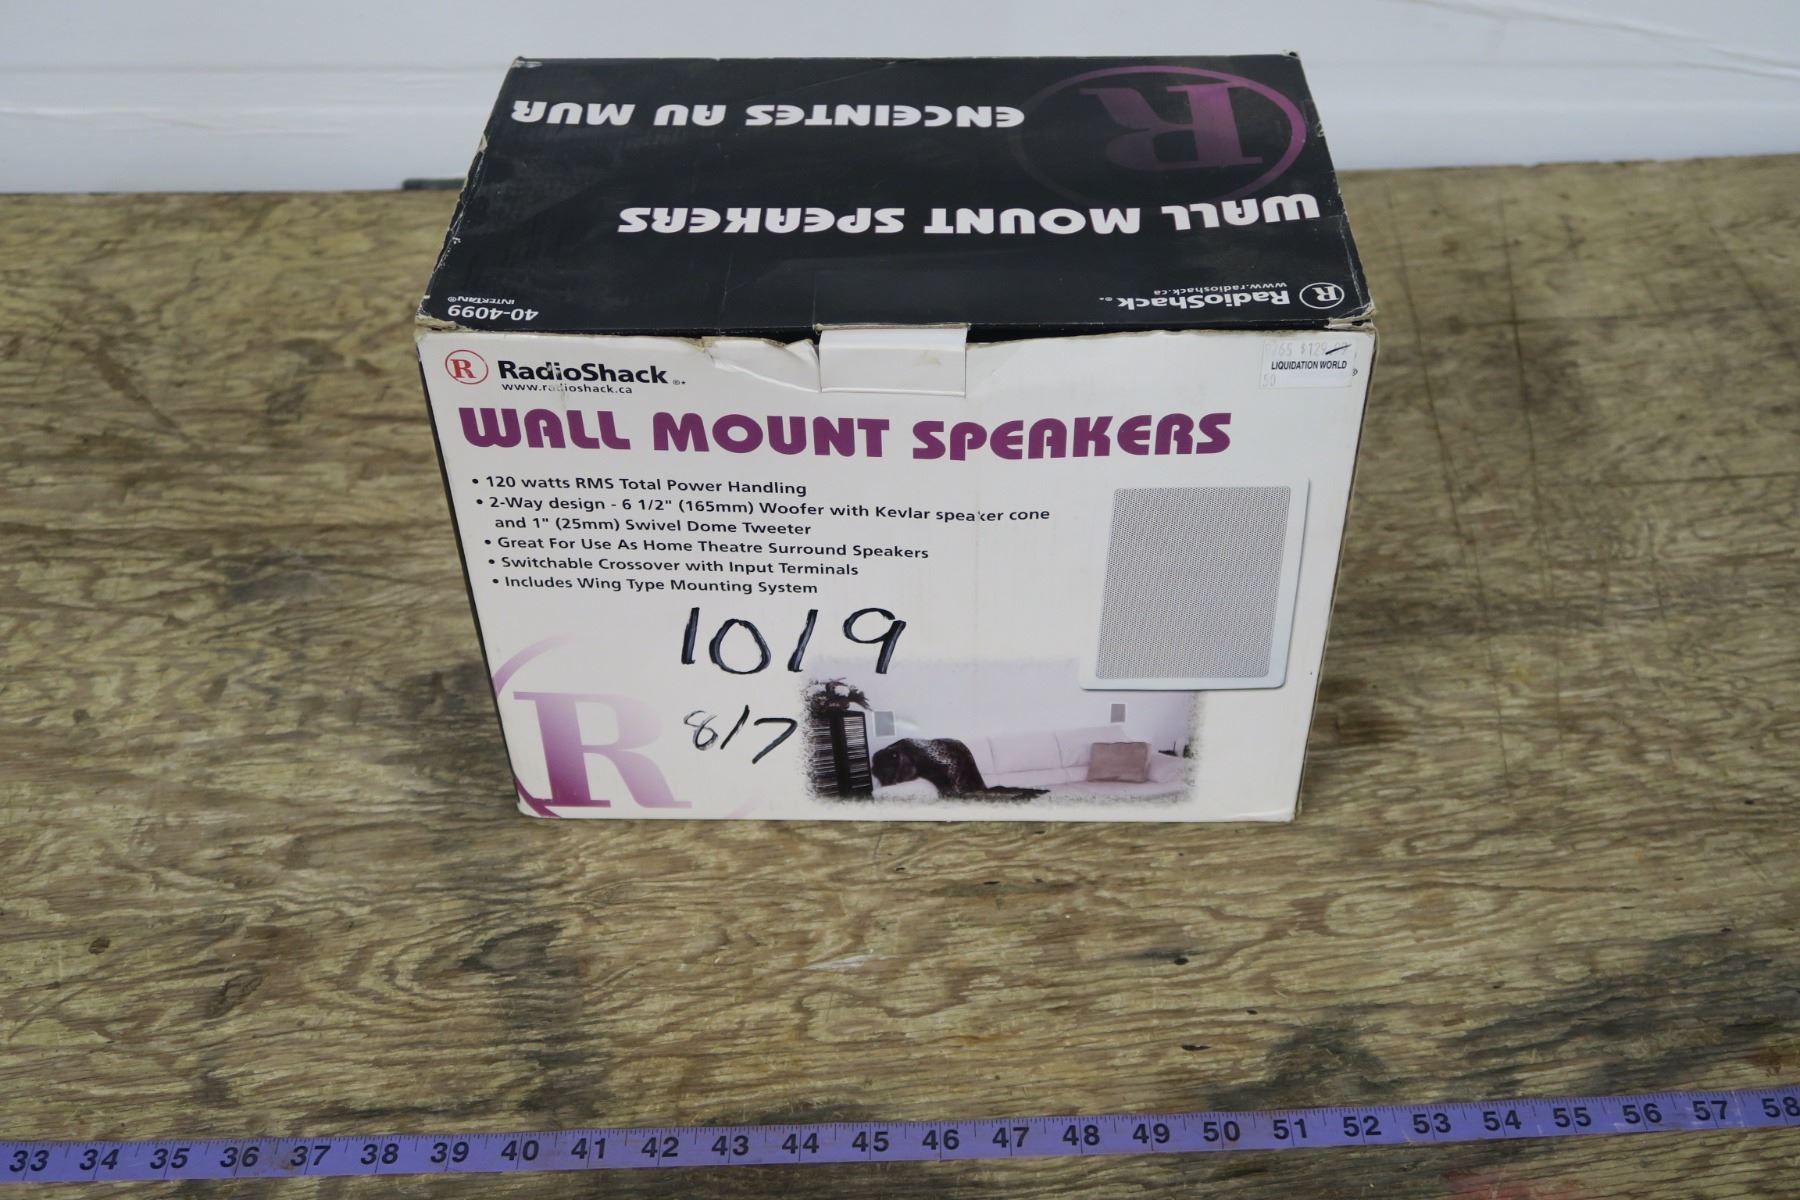 ENCEINTES AU MUR
WALL MOUNT SPEAKERS
R RadioShack®*
www.radioshack.ca
40-4099
INTERTAN®
R RadioShack®*
www.radioshack.ca
$129.99
LIQUIDATION WORLD
50
WALL MOUNT SPEAKERS
• 120 watts RMS Total Power Handling
• 2-Way design - 6 1/2" (165mm) Woofer with Kevlar speaker cone
and 1" (25mm) Swivel Dome Tweeter
• Great For Use As Home Theatre Surround Speakers
• Switchable Crossover with Input Terminals
• Includes Wing Type Mounting System
1019
8/7
R
33 34 35 36 37 38 39 40 41 42 43 44 45 46 47 48 49 50 51 52 53 54 55 56 57 58